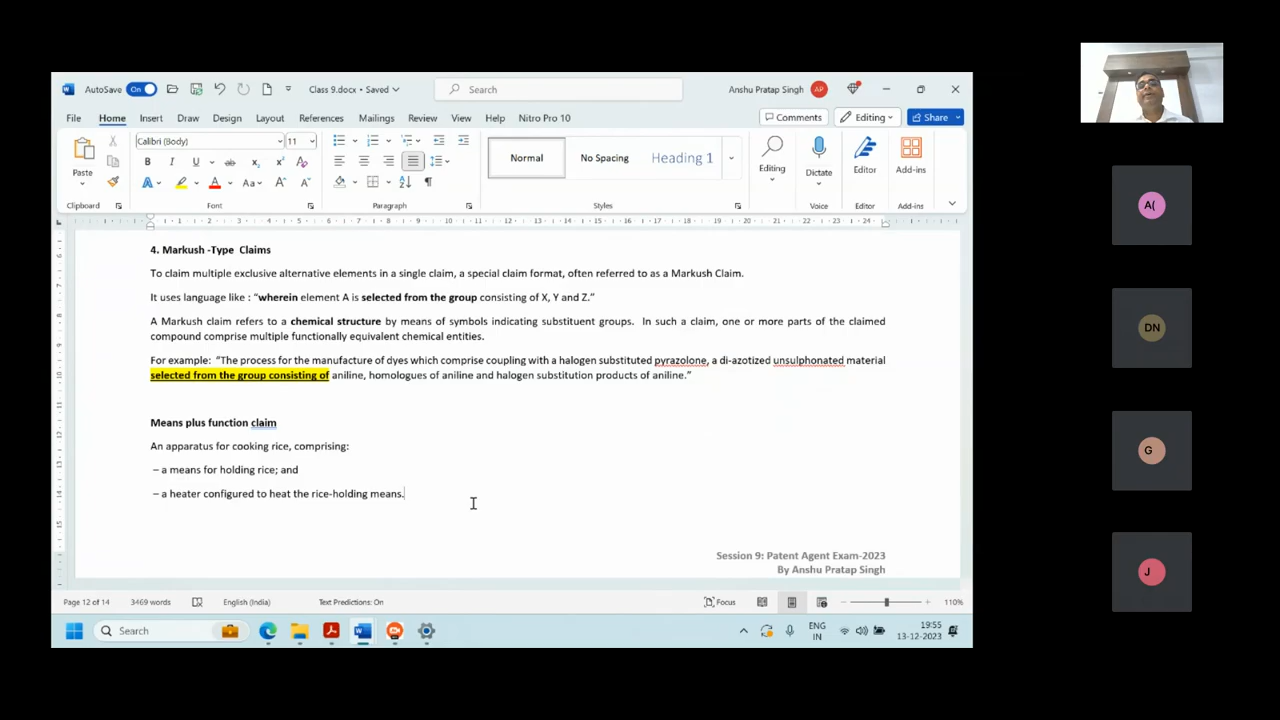 AutoSave On Class 9.docx • Saved Search Anshu Pratap Singh AP
File Home Insert Draw Design Layout References Mailings Review View Help Nitro Pro 10 Comments Editing Share
Paste Calibri (Body) 11 Normal No Spacing Heading 1 Editing Dictate Editor Add-ins
Clipboard Font Paragraph Styles Voice Editor Add-ins
4. Markush -Type Claims
To claim multiple exclusive alternative elements in a single claim, a special claim format, often referred to as a Markush Claim.
It uses language like : “wherein element A is selected from the group consisting of X, Y and Z.”
A Markush claim refers to a chemical structure by means of symbols indicating substituent groups. In such a claim, one or more parts of the claimed
compound comprise multiple functionally equivalent chemical entities.
For example: “The process for the manufacture of dyes which comprise coupling with a halogen substituted pyrazolone, a di-azotized unsulphonated material
selected from the group consisting of aniline, homologues of aniline and halogen substitution products of aniline.”
Means plus function claim
An apparatus for cooking rice, comprising:
– a means for holding rice; and
– a heater configured to heat the rice-holding means.
Session 9: Patent Agent Exam-2023
By Anshu Pratap Singh
Page 12 of 14 3469 words English (India) Text Predictions: On Focus 110%
Search ENG IN 19:55 13-12-2023
A(
DN
G
J